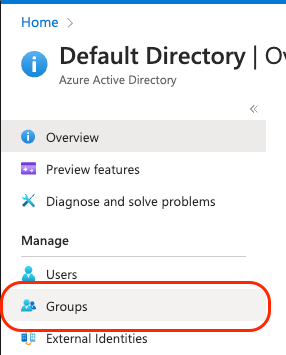 Home
Default Directory | Ov
Azure Active Directory
Overview
Preview features
Diagnose and solve problems
Manage
Users
Groups
External Identities